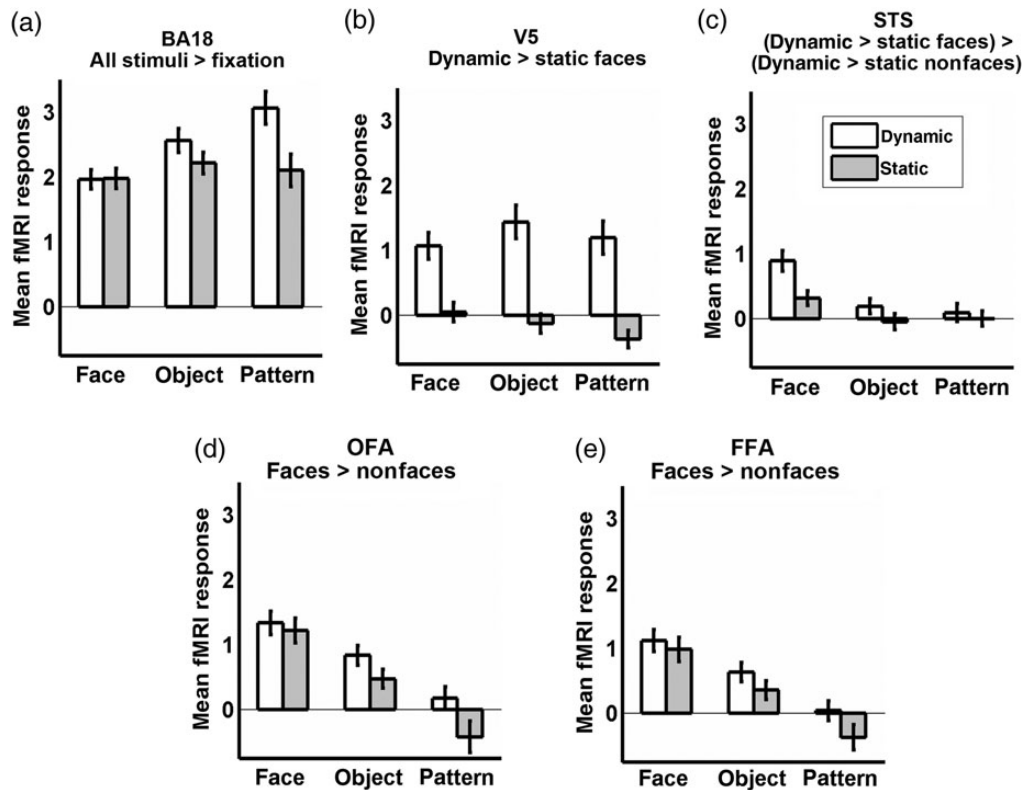 (a)
BA18
All stimuli > fixation
Mean fMRI response
3
2
1
0
Face Object Pattern
(b)
V5
Dynamic > static faces
Mean fMRI response
3
2
1
0
Face Object Pattern
(c)
STS
(Dynamic > static faces) >
(Dynamic > static nonfaces)
Mean fMRI response
3
2
1
0
Dynamic
Static
Face Object Pattern
(d)
OFA
Faces > nonfaces
Mean fMRI response
3
2
1
0
Face Object Pattern
(e)
FFA
Faces > nonfaces
Mean fMRI response
3
2
1
0
Face Object Pattern